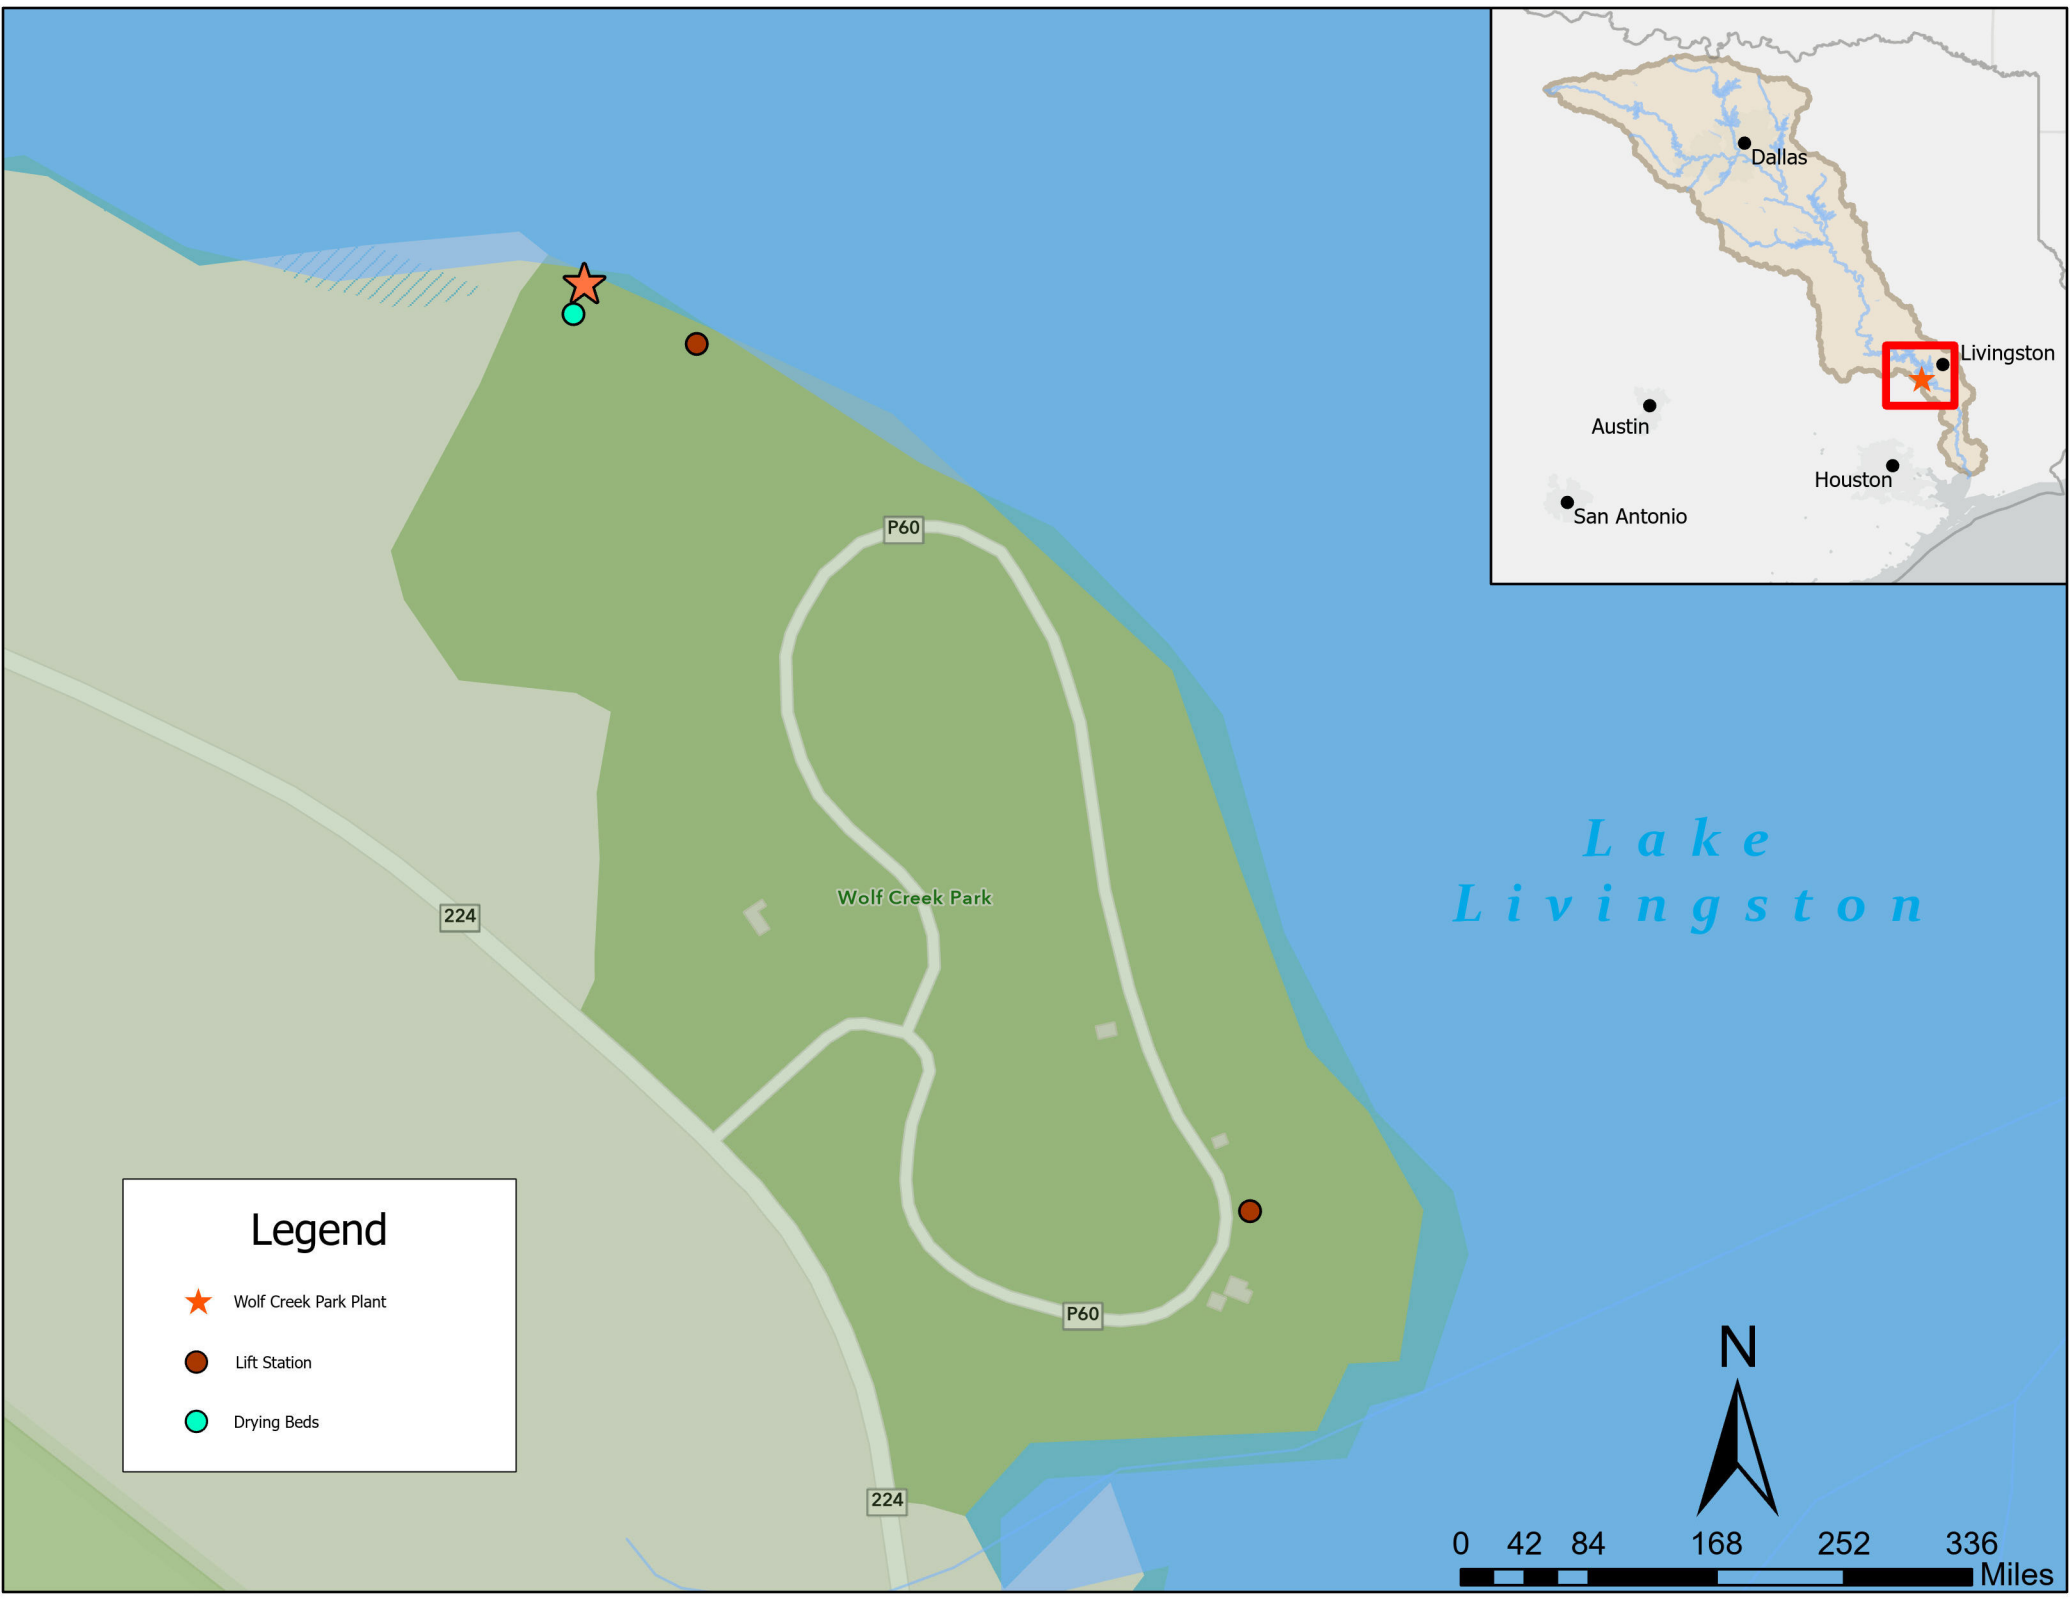 Dallas
Livingston
Austin
Houston
San Antonio
P60
Lake
Livingston
Wolf Creek Park
224
Legend
Wolf Creek Park Plant
Lift Station
Drying Beds
P60
224
N
0 42 84 168 252 336
Miles